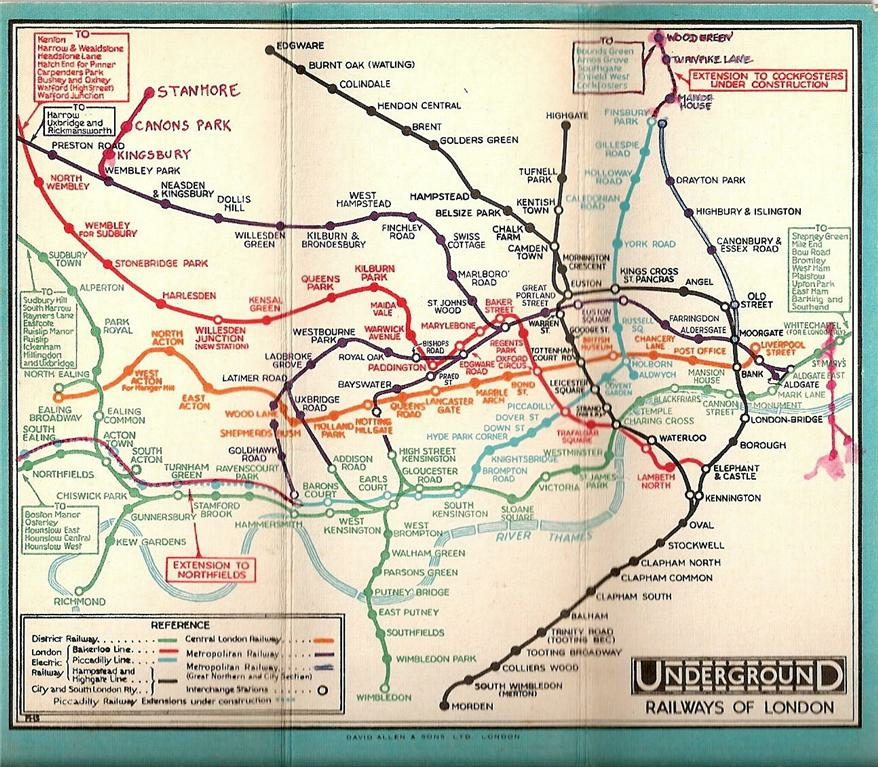 TO
Kenton
Harrow & Wealdstone
Headstone Lane
Hatch End for Pinner
Carpenders Park
Bushey and Oxhey
Watford (High Street)
Watford Junction
TO
Harrow
Uxbridge and
Rickmansworth
STANMORE
CANONS PARK
KINGSBURY
EDGWARE
BURNT OAK (WATLING)
COLINDALE
HENDON CENTRAL
BRENT
GOLDERS GREEN
HAMPSTEAD
BELSIZE PARK
CHALK
FARM
CAMDEN
TOWN
HIGHGATE
TUFNELL
PARK
KENTISH
TOWN
MORNINGTON
CRESCENT
TO
Bounds Green
Arnos Grove
Southgate
Enfield West
Cockfosters
WOOD GREEN
TURNPIKE LANE
EXTENSION TO COCKFOSTERS
UNDER CONSTRUCTION
MANOR
HOUSE
FINSBURY
PARK
GILLESPIE
ROAD
HOLLOWAY
ROAD
CALEDONIAN
ROAD
YORK ROAD
DRAYTON PARK
HIGHBURY & ISLINGTON
CANONBURY &
ESSEX ROAD
TO
Stepney Green
Mile End
Bow Road
Bromley
West Ham
Plaistow
Upton Park
East Ham
Barking and
Southend
PRESTON ROAD
WEMBLEY PARK
NEASDEN
& KINGSBURY
DOLLIS
HILL
WILLESDEN
GREEN
KILBURN &
BRONDESBURY
WEST
HAMPSTEAD
FINCHLEY
ROAD
SWISS
COTTAGE
MARLBORO'
ROAD
ST JOHNS
WOOD
NORTH
WEMBLEY
WEMBLEY
FOR SUDBURY
STONEBRIDGE PARK
HARLESDEN
WILLESDEN
JUNCTION
(NEW STATION)
KENSAL
GREEN
QUEENS
PARK
KILBURN
PARK
MAIDA
VALE
WARWICK
AVENUE
PADDINGTON
MARYLEBONE
BAKER
STREET
SUDBURY
TOWN
ALPERTON
PARK
ROYAL
TO
Sudbury Hill
South Harrow
Rayners Lane
Eastcote
Ruislip Manor
Ruislip
Ickenham
Hillingdon
and Uxbridge
NORTH EALING
EALING
BROADWAY
EALING
COMMON
SOUTH
EALING
ACTON
TOWN
SOUTH
ACTON
NORTHFIELDS
CHISWICK PARK
TURNHAM
GREEN
STAMFORD
BROOK
RAVENSCOURT
PARK
HAMMERSMITH
GUNNERSBURY
KEW GARDENS
RICHMOND
TO
Boston Manor
Osterley
Hounslow East
Hounslow Central
Hounslow West
EXTENSION TO
NORTHFIELDS
NORTH
ACTON
WEST
ACTON
For Hanger Hill
EAST
ACTON
WOOD LANE
SHEPHERDS BUSH
HOLLAND
PARK
NOTTING
HILL GATE
QUEENS
ROAD
LANCASTER
GATE
MARBLE
ARCH
BOND
ST.
OXFORD
CIRCUS
TOTTENHAM
COURT ROAD
BRITISH
MUSEUM
CHANCERY
LANE
POST OFFICE
BANK
LIVERPOOL
STREET
LATIMER ROAD
LADBROKE
GROVE
WESTBOURNE
PARK
ROYAL OAK
BISHOPS
ROAD
PRAED
ST
EDGWARE
ROAD
BAYSWATER
UXBRIDGE
ROAD
GOLDHAWK
ROAD
ADDISON
ROAD
HIGH STREET
KENSINGTON
GLOUCESTER
ROAD
BARONS
COURT
EARLS
COURT
WEST
KENSINGTON
WEST
BROMPTON
WALHAM GREEN
PARSONS GREEN
PUTNEY BRIDGE
EAST PUTNEY
SOUTHFIELDS
WIMBLEDON PARK
WIMBLEDON
SOUTH
KENSINGTON
SLOANE
SQUARE
VICTORIA
ST JAMES
PARK
WESTMINSTER
CHARING CROSS
TEMPLE
BLACKFRIARS
MANSION
HOUSE
CANNON
STREET
MONUMENT
MARK LANE
ALDGATE
ALDGATE EAST
ST MARY'S
WHITECHAPEL
HYDE PARK CORNER
KNIGHTSBRIDGE
BROMPTON
ROAD
DOWN ST
DOVER ST
PICCADILLY
LEICESTER
SQUARE
COVENT
GARDEN
HOLBORN
ALDWYCH
RUSSELL
SQ
REGENTS
PARK
GREAT
PORTLAND
STREET
WARREN
ST.
EUSTON
EUSTON
SQUARE
GOODGE ST.
KINGS CROSS
ST. PANCRAS
ANGEL
OLD
STREET
MOORGATE
FARRINGDON
ALDERSGATE
STRAND
TRAFALGAR
SQUARE
WATERLOO
LAMBETH
NORTH
ELEPHANT
& CASTLE
LONDON-BRIDGE
BOROUGH
KENNINGTON
OVAL
STOCKWELL
CLAPHAM NORTH
CLAPHAM COMMON
CLAPHAM SOUTH
BALHAM
TRINITY ROAD
(TOOTING BEC)
TOOTING BROADWAY
COLLIERS WOOD
SOUTH WIMBLEDON
(MERTON)
MORDEN
RIVER THAMES
REFERENCE
District Railway
London
Electric
Railway
Bakerloo Line
Piccadilly Line
Hampstead and
Highgate Line
City and South London Rly.
Central London Railway
Metropolitan Railway
Metropolitan Railway
(Great Northern and City Section)
Interchange Stations
Piccadilly Railway Extensions under construction
UNDERGROUND
RAILWAYS OF LONDON
DAVID ALLEN & SONS, LTD. LONDON